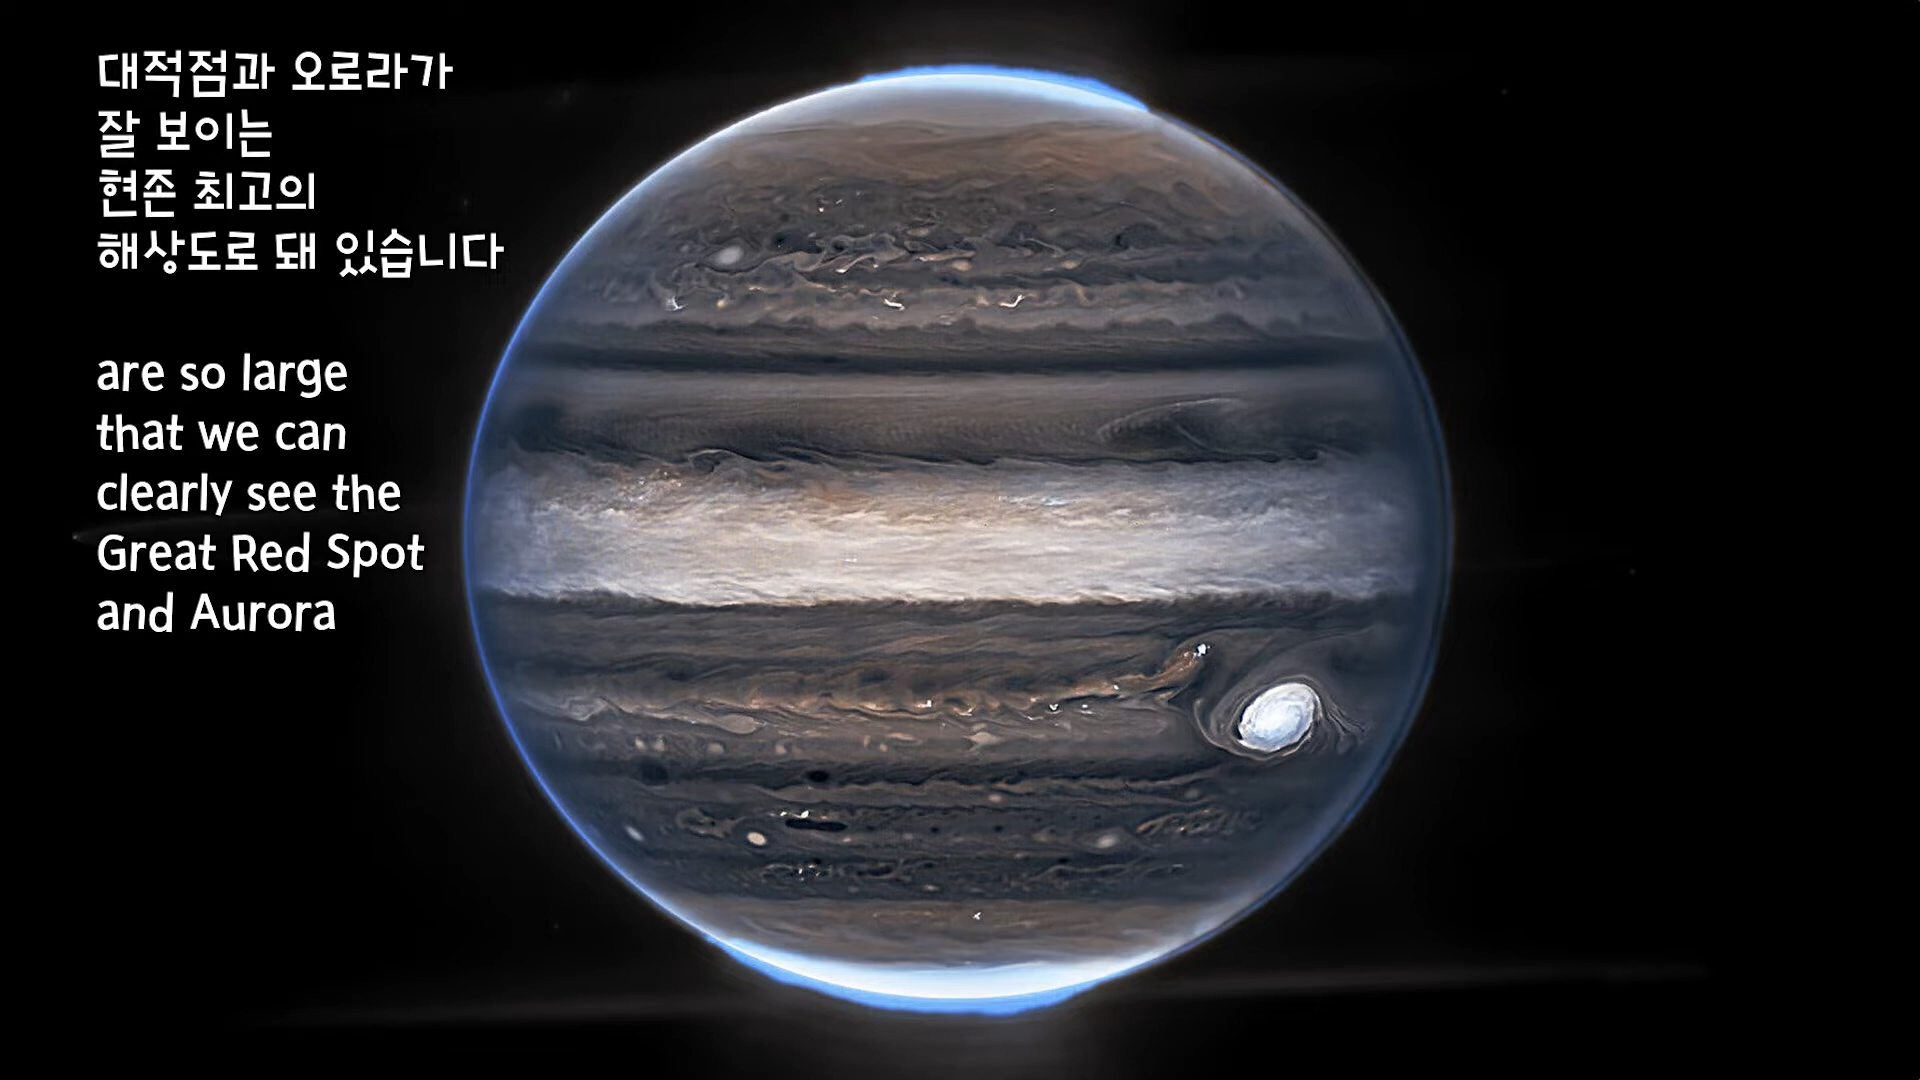 대적점과 오로라가
잘 보이는
현존 최고의
해상도로 돼 있습니다
are so large
that we can
clearly see the
Great Red Spot
and Aurora